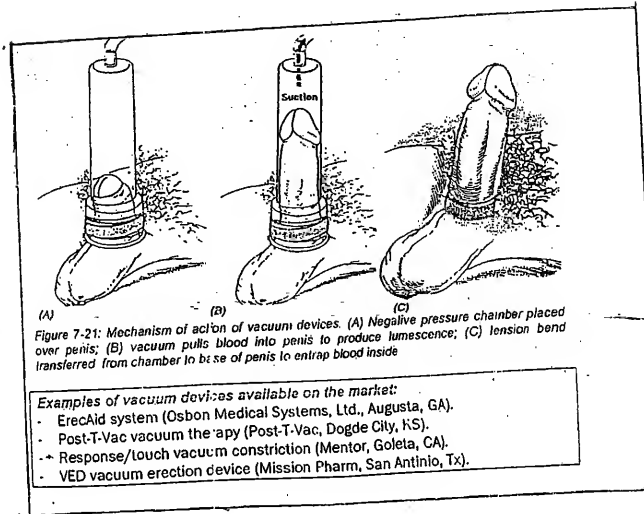 Suction
(A)
(B)
(C)
Figure 7-21: Mechanism of action of vacuum devices. (A) Negative pressure chamber placed
over penis; (B) vacuum pulls blood into penis to produce lumescence; (C) tension bend
transferred from chamber to base of penis to entrap blood inside
Examples of vacuum devices available on the market:
- ErecAid system (Osbon Medical Systems, Ltd., Augusta, GA).
- Post-T-Vac vacuum therapy (Post-T-Vac, Dogde City, KS).
- Response/touch vacuum constriction (Mentor, Goleta, CA).
- VED vacuum erection device (Mission Pharm, San Antinio, Tx).